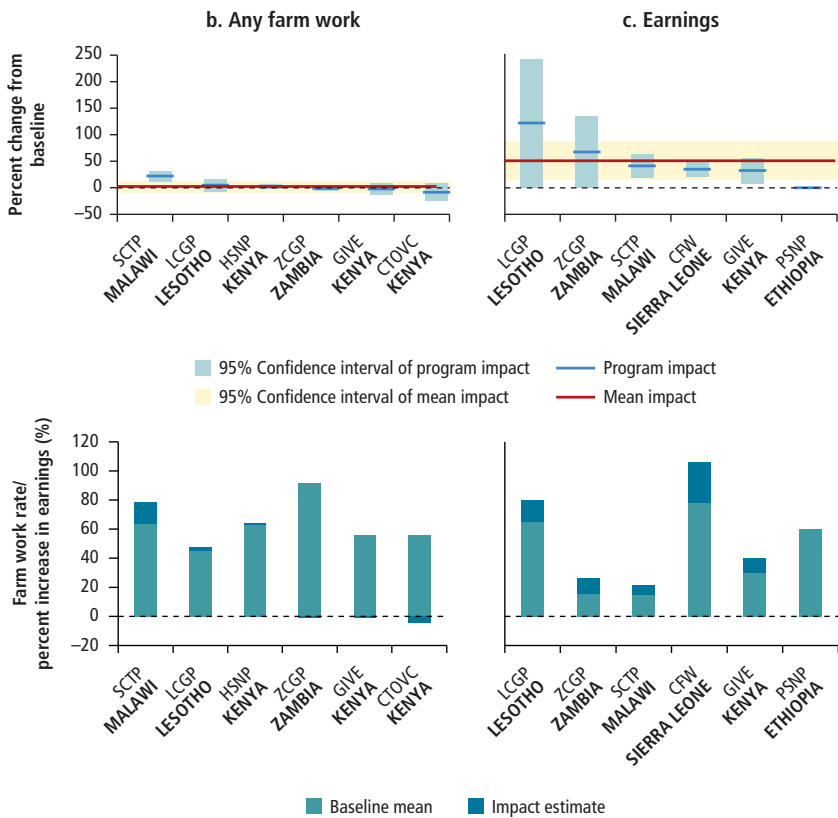 b. Any farm work
c. Earnings
Percent change from
baseline
250
200
150
100
50
0
−50
SCTP
MALAWI
LCGP
LESOTHO
HSNP
KENYA
ZCGP
ZAMBIA
GIVE
KENYA
CTOVC
KENYA
LCGP
LESOTHO
ZCGP
ZAMBIA
SCTP
MALAWI
CFW
SIERRA LEONE
GIVE
KENYA
PSNP
ETHIOPIA
95% Confidence interval of program impact
Program impact
95% Confidence interval of mean impact
Mean impact
Farm work rate/
percent increase in earnings (%)
120
100
80
60
40
20
0
−20
SCTP
MALAWI
LCGP
LESOTHO
HSNP
KENYA
ZCGP
ZAMBIA
GIVE
KENYA
CTOVC
KENYA
LCGP
LESOTHO
ZCGP
ZAMBIA
SCTP
MALAWI
CFW
SIERRA LEONE
GIVE
KENYA
PSNP
ETHIOPIA
Baseline mean
Impact estimate